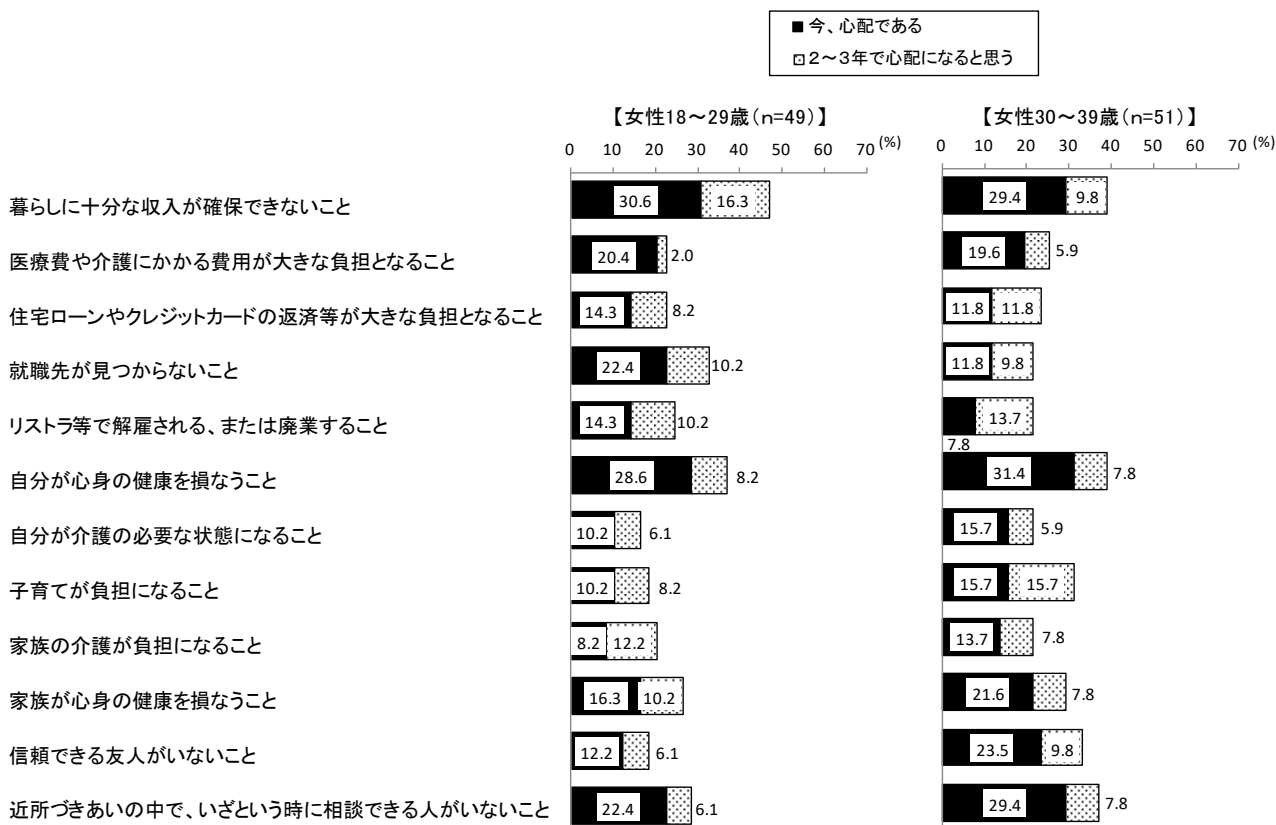 ■今、心配である
２～３年で心配になると思う
【女性18～29歳(n=49)】 【女性30～39歳(n=51)】
0 10 20 30 40 50 60 70 (%) 0 10 20 30 40 50 60 70 (%)
暮らしに十分な収入が確保できないこと 30.6 16.3 29.4 9.8
医療費や介護にかかる費用が大きな負担となること 20.4 2.0 19.6 5.9
住宅ローンやクレジットカードの返済等が大きな負担となること 14.3 8.2 11.8 11.8
就職先が見つからないこと 22.4 10.2 11.8 9.8
リストラ等で解雇される、または廃業すること 14.3 10.2 7.8 13.7
自分が心身の健康を損なうこと 28.6 8.2 31.4 7.8
自分が介護の必要な状態になること 10.2 6.1 15.7 5.9
子育てが負担になること 10.2 8.2 15.7 15.7
家族の介護が負担になること 8.2 12.2 13.7 7.8
家族が心身の健康を損なうこと 16.3 10.2 21.6 7.8
信頼できる友人がいないこと 12.2 6.1 23.5 9.8
近所づきあいの中で、いざという時に相談できる人がいないこと 22.4 6.1 29.4 7.8